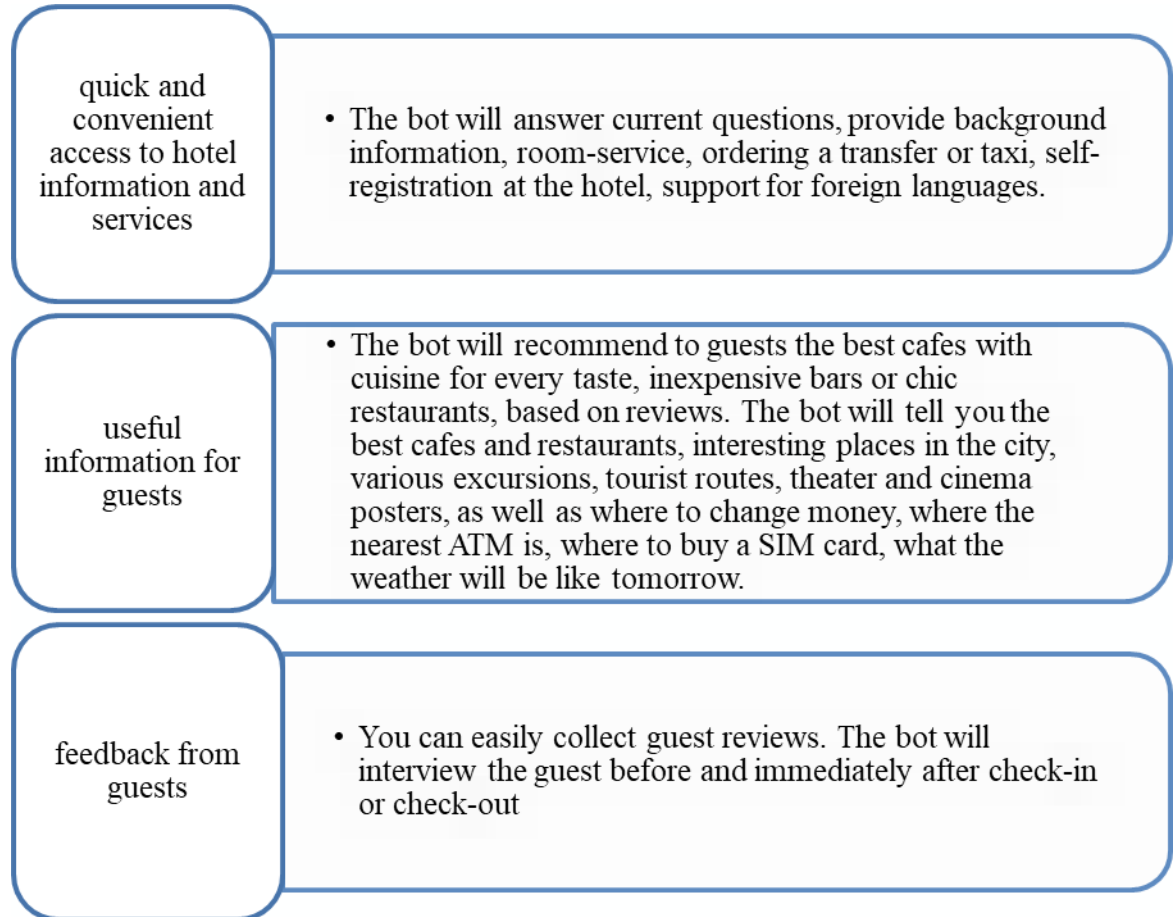 quick and
convenient
access to hotel
information and
services
• The bot will answer current questions, provide background
information, room-service, ordering a transfer or taxi, self-
registration at the hotel, support for foreign languages.
useful
information for
guests
• The bot will recommend to guests the best cafes with
cuisine for every taste, inexpensive bars or chic
restaurants, based on reviews. The bot will tell you the
best cafes and restaurants, interesting places in the city,
various excursions, tourist routes, theater and cinema
posters, as well as where to change money, where the
nearest ATM is, where to buy a SIM card, what the
weather will be like tomorrow.
feedback from
guests
• You can easily collect guest reviews. The bot will
interview the guest before and immediately after check-in
or check-out